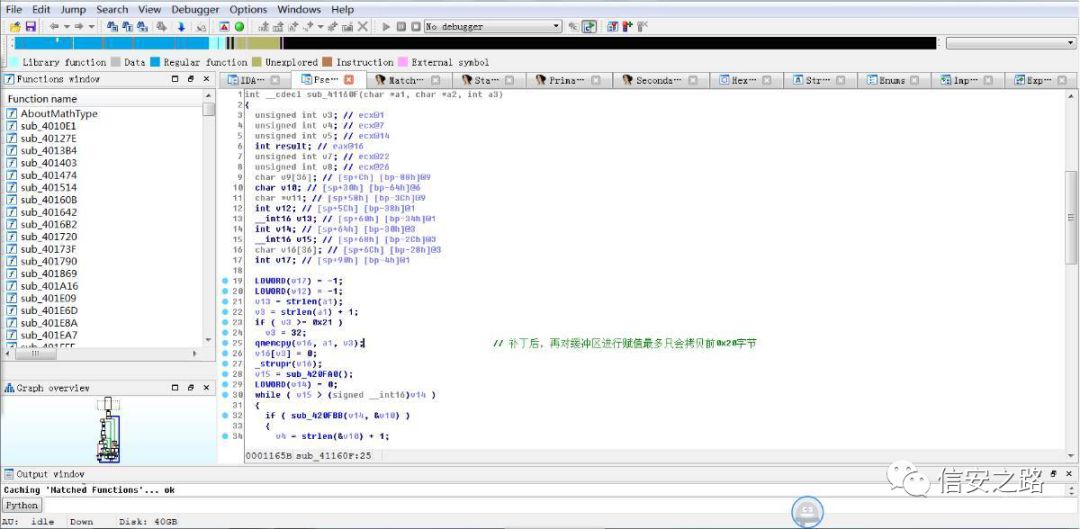 File Edit Jump Search View Debugger Options Windows Help
No debugger
Library function Data Regular function Unexplored Instruction External symbol
Functions window
IDA⋯ Pse⋯ Match⋯ Sta⋯ Prima⋯ Seconda⋯ Hex⋯ Str⋯ Enums Imp⋯ Exp⋯
Function name
AboutMathType
sub_4010E1
sub_40127E
sub_4013B4
sub_401403
sub_401474
sub_401514
sub_40160B
sub_401642
sub_4016B2
sub_401720
sub_40173F
sub_401790
sub_401869
sub_401A16
sub_401E09
sub_401E6D
sub_401E8A
sub_401EA7
1 int __cdecl sub_41160F(char *a1, char *a2, int a3)
2 {
3 unsigned int v3; // ecx@1
4 unsigned int v4; // ecx@7
5 unsigned int v5; // ecx@14
6 int result; // eax@16
7 unsigned int v7; // ecx@22
8 unsigned int v8; // ecx@26
9 char v9[36]; // [sp+Ch] [bp-88h]@9
10 char v10; // [sp+30h] [bp-64h]@6
11 char *v11; // [sp+58h] [bp-3Ch]@9
12 int v12; // [sp+5Ch] [bp-38h]@1
13 __int16 v13; // [sp+60h] [bp-34h]@1
14 int v14; // [sp+64h] [bp-30h]@3
15 __int16 v15; // [sp+68h] [bp-2Ch]@3
16 char v16[36]; // [sp+6Ch] [bp-28h]@3
17 int v17; // [sp+90h] [bp-4h]@1
18
19 LOWORD(v17) = -1;
20 LOWORD(v12) = -1;
21 v13 = strlen(a1);
22 v3 = strlen(a1) + 1;
23 if ( v3 >= 0x21 )
24 v3 = 32;
25 qmemcpy(v16, a1, v3); // 补丁后，再对缓冲区进行赋值最多只会拷贝前0x20字节
26 v16[v3] = 0;
27 _strupr(v16);
28 v15 = sub_420FA0();
29 LOWORD(v14) = 0;
30 while ( v15 > (signed __int16)v14 )
31 {
32 if ( sub_420FBB(v14, &v10) )
33 {
34 v4 = strlen(&v10) + 1;
0001165B sub_41160F:25
Graph overview
Output window
Caching 'Matched Functions'... ok
Python
AU: idle Down Disk: 40GB
信安之路
53